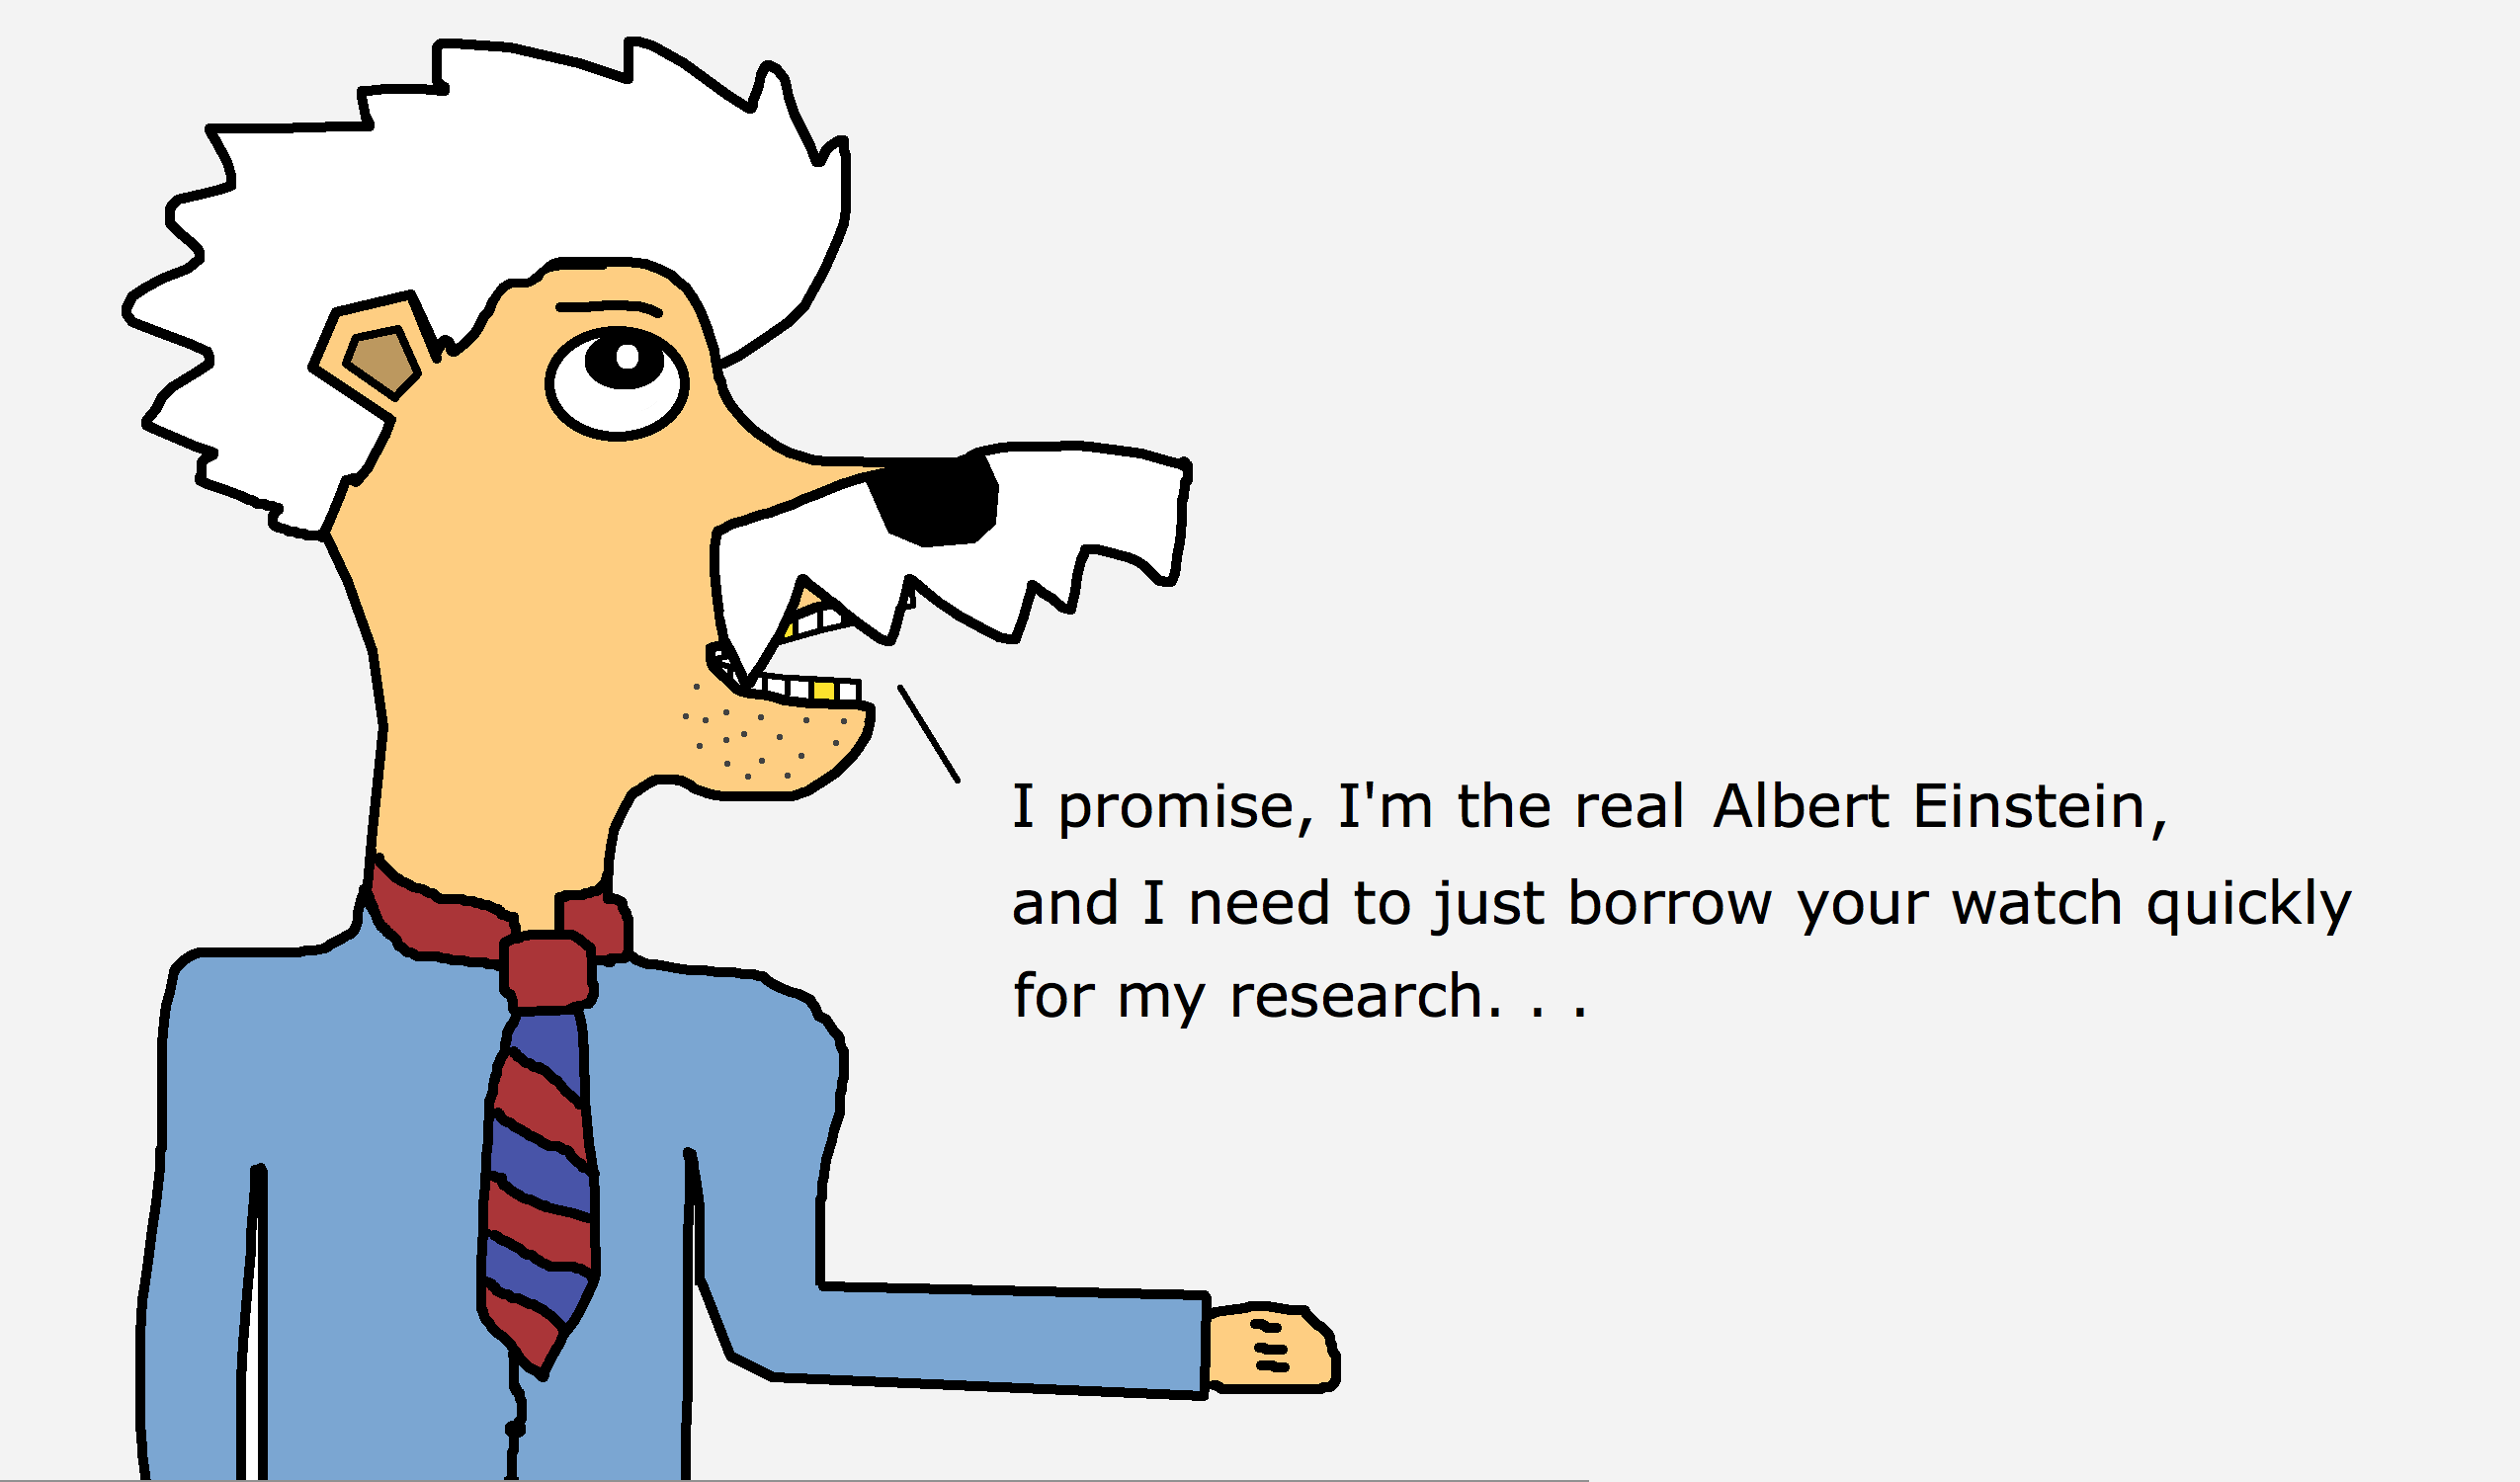 I promise, I'm the real Albert Einstein,
and I need to just borrow your watch quickly
for my research. . .